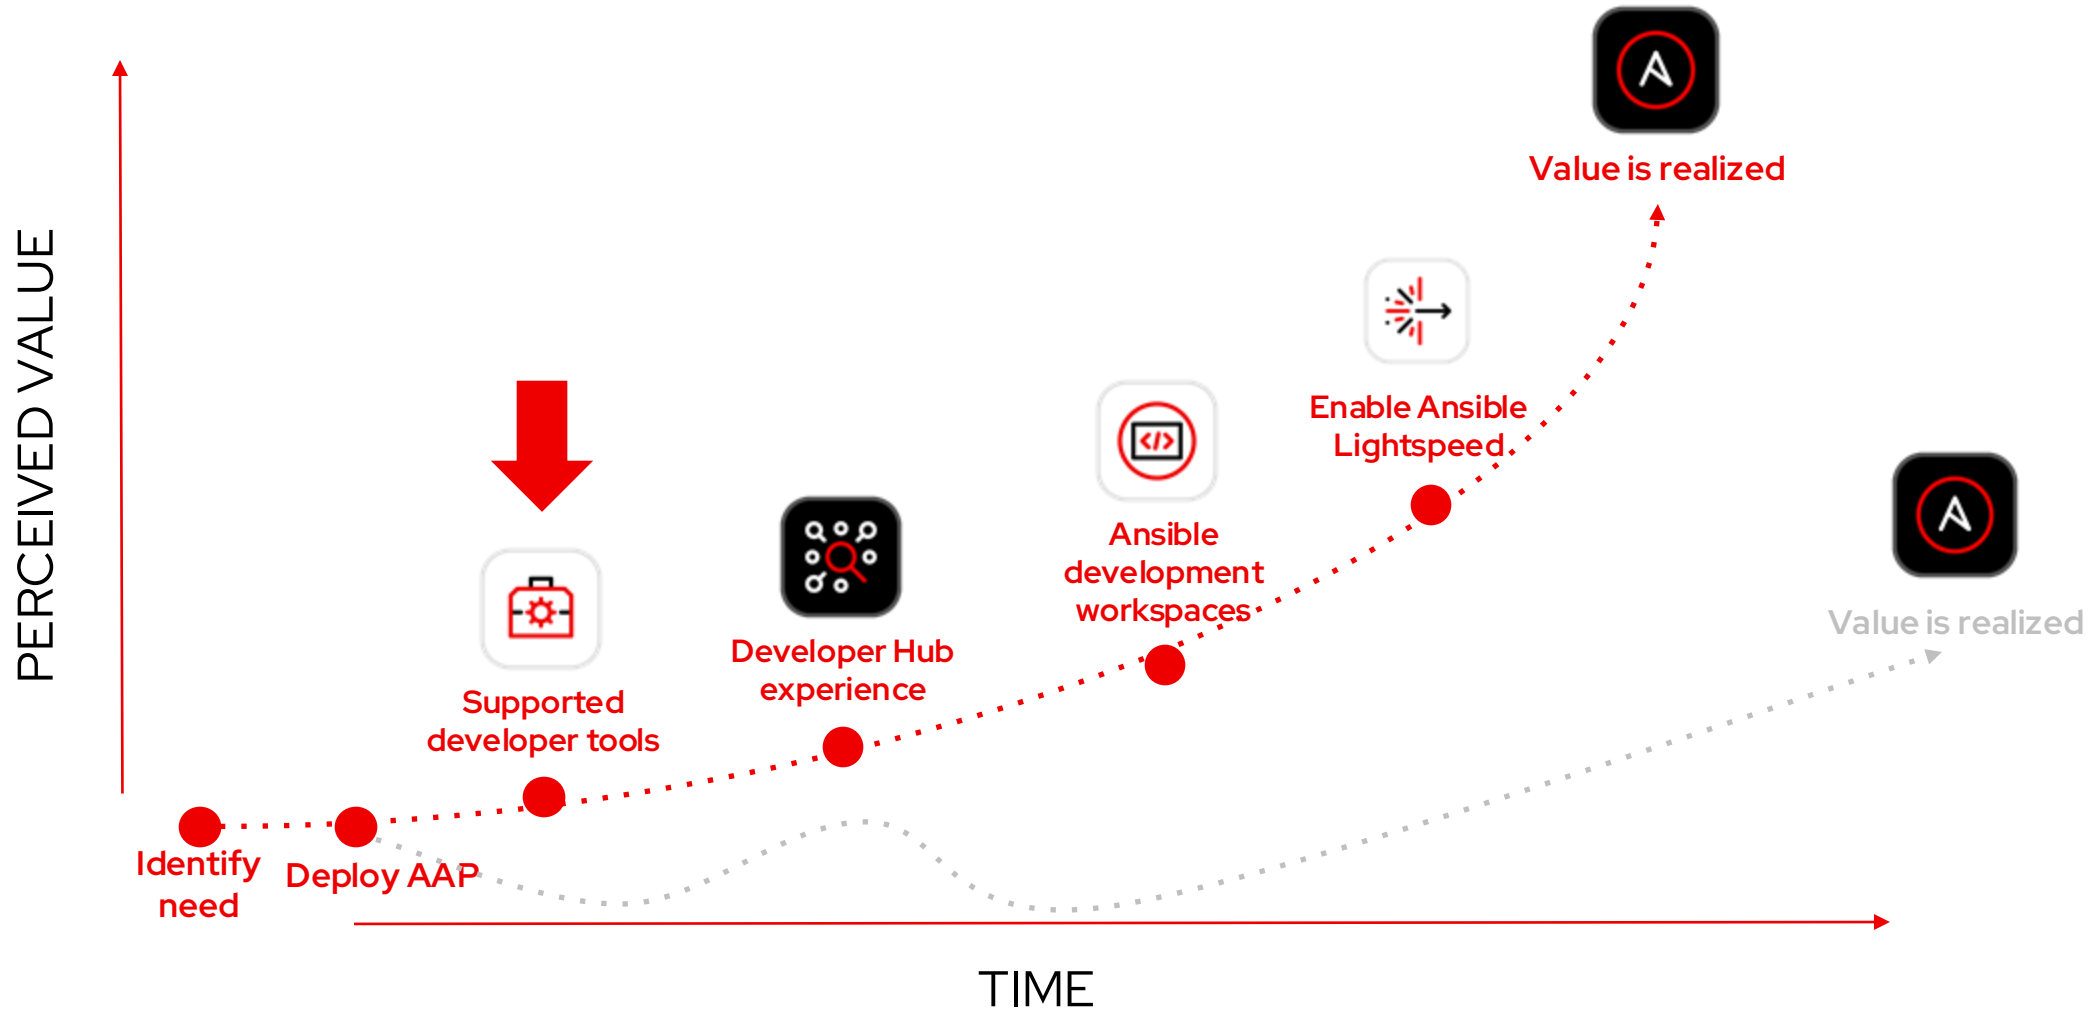 PERCEIVED VALUE
Identify
need
Deploy AAP
Supported
developer tools
Developer Hub
experience
Ansible
development
workspaces
Enable Ansible
Lightspeed
Value is realized
Value is realized
TIME